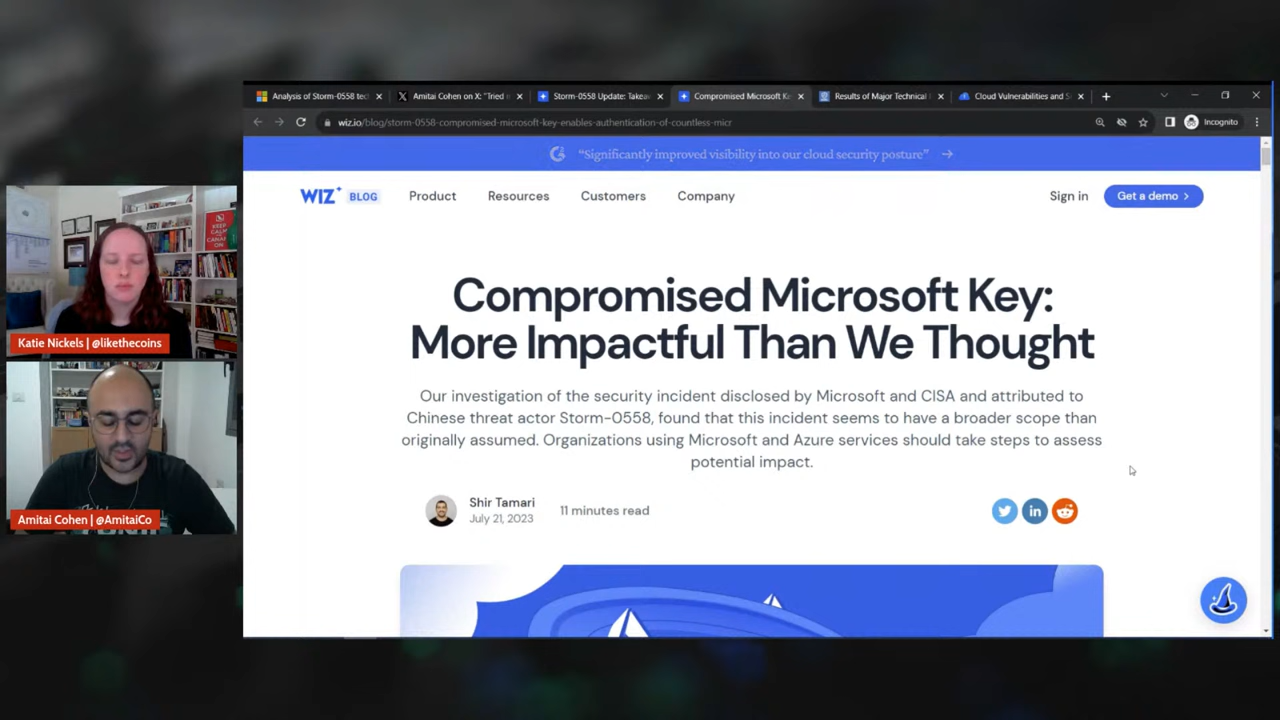 Analysis of Storm-0558 tec
Amitai Cohen on X: "Tried
Storm-0558 Update: Takea
Compromised Microsoft Ke
Results of Major Technical
Cloud Vulnerabilities and S
wiz.io/blog/storm-0558-compromised-microsoft-key-enables-authentication-of-countless-micr
Incognito
"Significantly improved visibility into our cloud security posture" →
WIZ BLOG
Product
Resources
Customers
Company
Sign in
Get a demo >
Compromised Microsoft Key:
More Impactful Than We Thought
Our investigation of the security incident disclosed by Microsoft and CISA and attributed to
Chinese threat actor Storm-0558, found that this incident seems to have a broader scope than
originally assumed. Organizations using Microsoft and Azure services should take steps to assess
potential impact.
Shir Tamari
July 21, 2023
11 minutes read
in
KEEP
CALM
Katie Nickels | @likethecoins
Amitai Cohen | @AmitaiCo